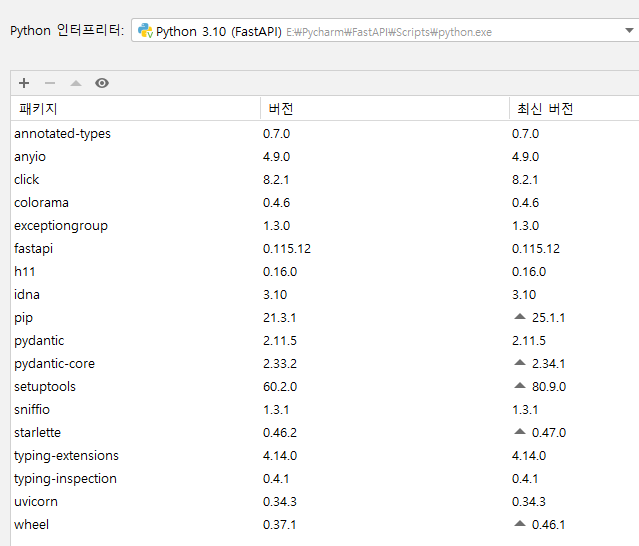 Python 인터프리터: Python 3.10 (FastAPI) E:₩Pycharm₩FastAPI₩Scripts₩python.exe
패키지 버전 최신 버전
annotated-types 0.7.0 0.7.0
anyio 4.9.0 4.9.0
click 8.2.1 8.2.1
colorama 0.4.6 0.4.6
exceptiongroup 1.3.0 1.3.0
fastapi 0.115.12 0.115.12
h11 0.16.0 0.16.0
idna 3.10 3.10
pip 21.3.1 25.1.1
pydantic 2.11.5 2.11.5
pydantic-core 2.33.2 2.34.1
setuptools 60.2.0 80.9.0
sniffio 1.3.1 1.3.1
starlette 0.46.2 0.47.0
typing-extensions 4.14.0 4.14.0
typing-inspection 0.4.1 0.4.1
uvicorn 0.34.3 0.34.3
wheel 0.37.1 0.46.1